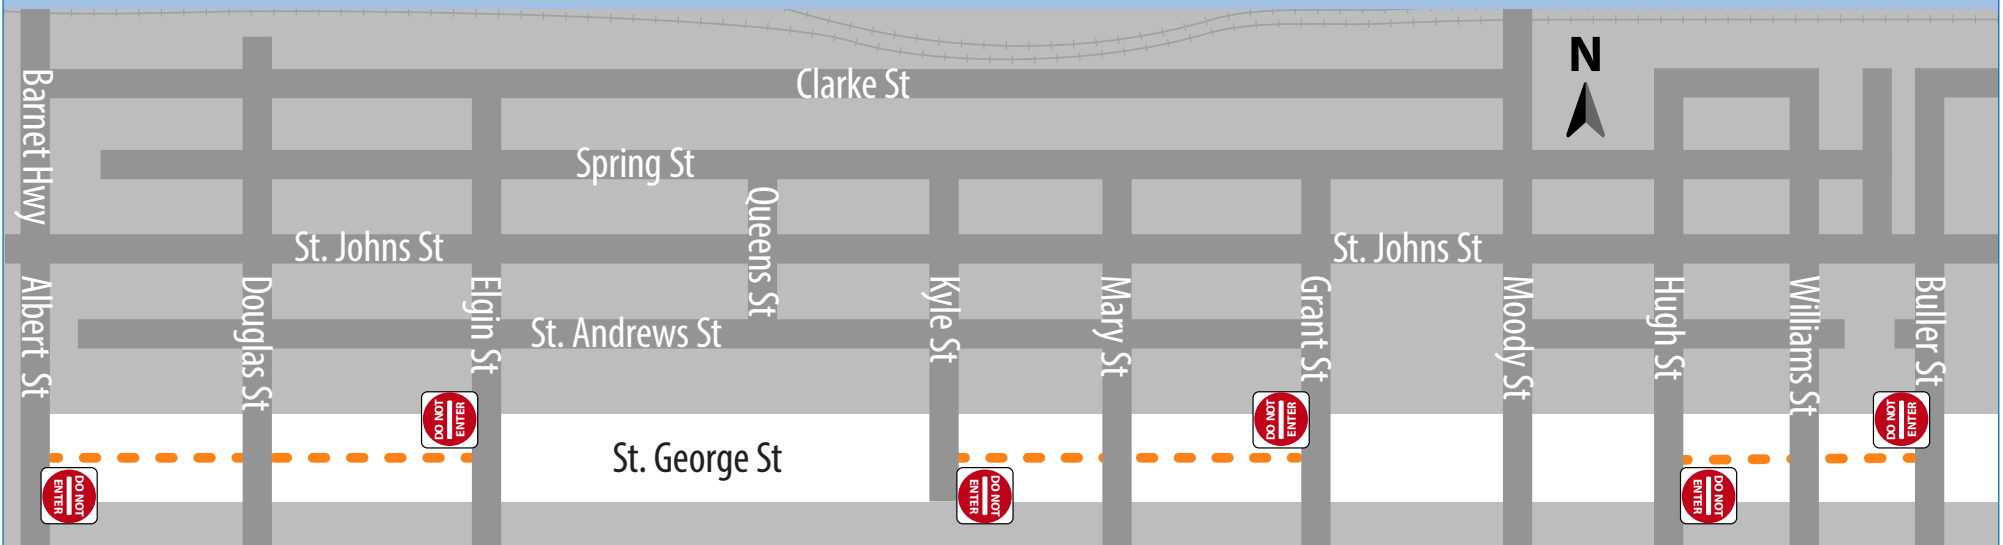 N
Clarke St
Barnet Hwy
Spring St
Queens St
St. Johns St
St. Johns St
Albert St
Douglas St
Elgin St
Kyle St
Mary St
Grant St
Moody St
Hugh St
Williams St
Buller St
St. Andrews St
DO NOT
ENTER
DO NOT
ENTER
DO NOT
ENTER
St. George St
DO NOT
ENTER
DO NOT
ENTER
DO NOT
ENTER